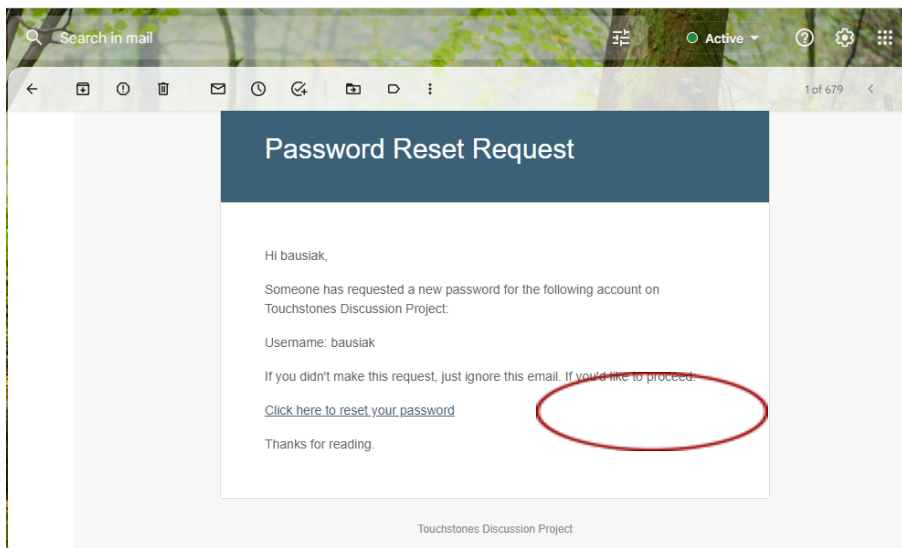 Search in mail
Active
1 of 679
Password Reset Request
Hi bausiak,
Someone has requested a new password for the following account on
Touchstones Discussion Project:
Username: bausiak
If you didn't make this request, just ignore this email. If you'd like to proceed:
Click here to reset your password
Thanks for reading.
Touchstones Discussion Project